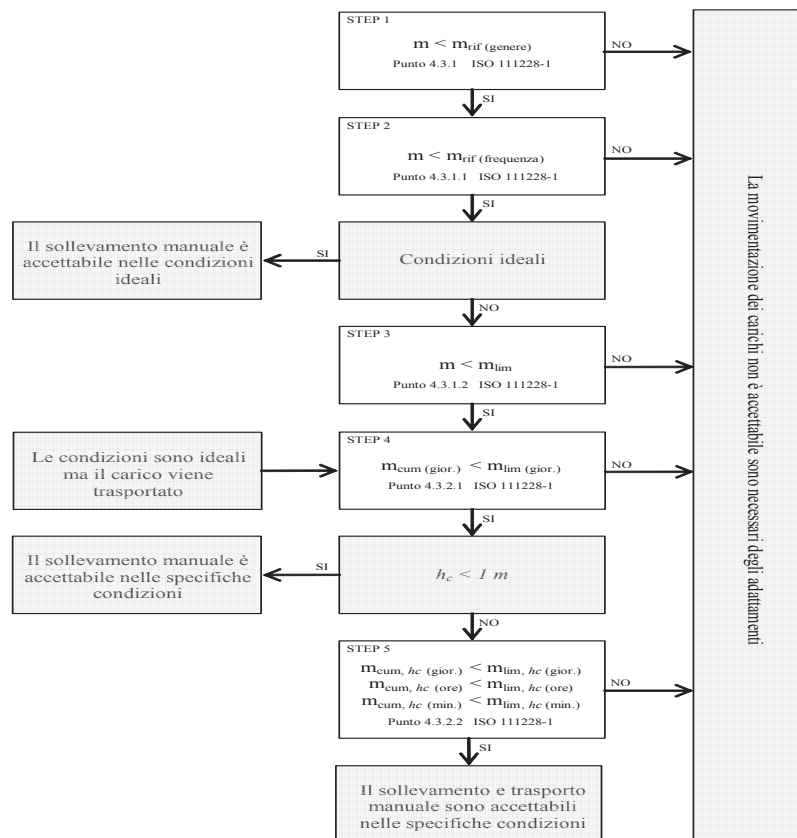 STEP 1
m < mrif (genere)
Punto 4.3.1 ISO 111228-1
NO
SI
STEP 2
m < mrif (frequenza)
Punto 4.3.1.1 ISO 111228-1
NO
SI
Il sollevamento manuale è
accettabile nelle condizioni
ideali
SI
Condizioni ideali
NO
STEP 3
m < mlim
Punto 4.3.1.2 ISO 111228-1
NO
SI
Le condizioni sono ideali
ma il carico viene
trasportato
STEP 4
mcum (gior.) < mlim (gior.)
Punto 4.3.2.1 ISO 111228-1
NO
SI
Il sollevamento manuale è
accettabile nelle specifiche
condizioni
SI
hc < 1 m
NO
STEP 5
mcum, hc (gior.) < mlim, hc (gior.)
mcum, hc (ore) < mlim, hc (ore)
mcum, hc (min.) < mlim, hc (min.)
Punto 4.3.2.2 ISO 111228-1
NO
SI
Il sollevamento e trasporto
manuale sono accettabili
nelle specifiche condizioni
La movimentazione dei carichi non è accettabile sono necessari degli adattamenti